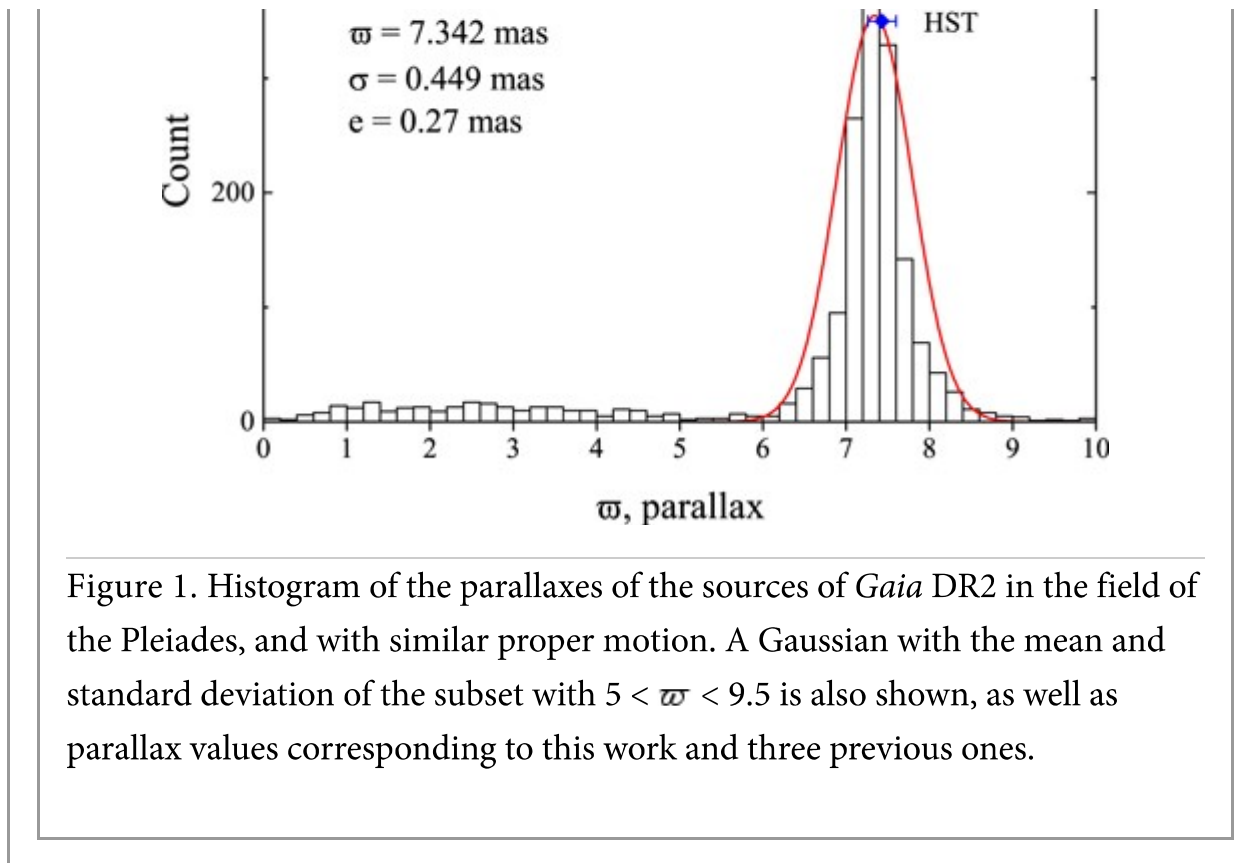 ϖ = 7.342 mas
HST
σ = 0.449 mas
e = 0.27 mas
Count
200
0
0 1 2 3 4 5 6 7 8 9 10
ϖ, parallax
Figure 1. Histogram of the parallaxes of the sources of Gaia DR2 in the field of
the Pleiades, and with similar proper motion. A Gaussian with the mean and
standard deviation of the subset with 5 < ϖ < 9.5 is also shown, as well as
parallax values corresponding to this work and three previous ones.